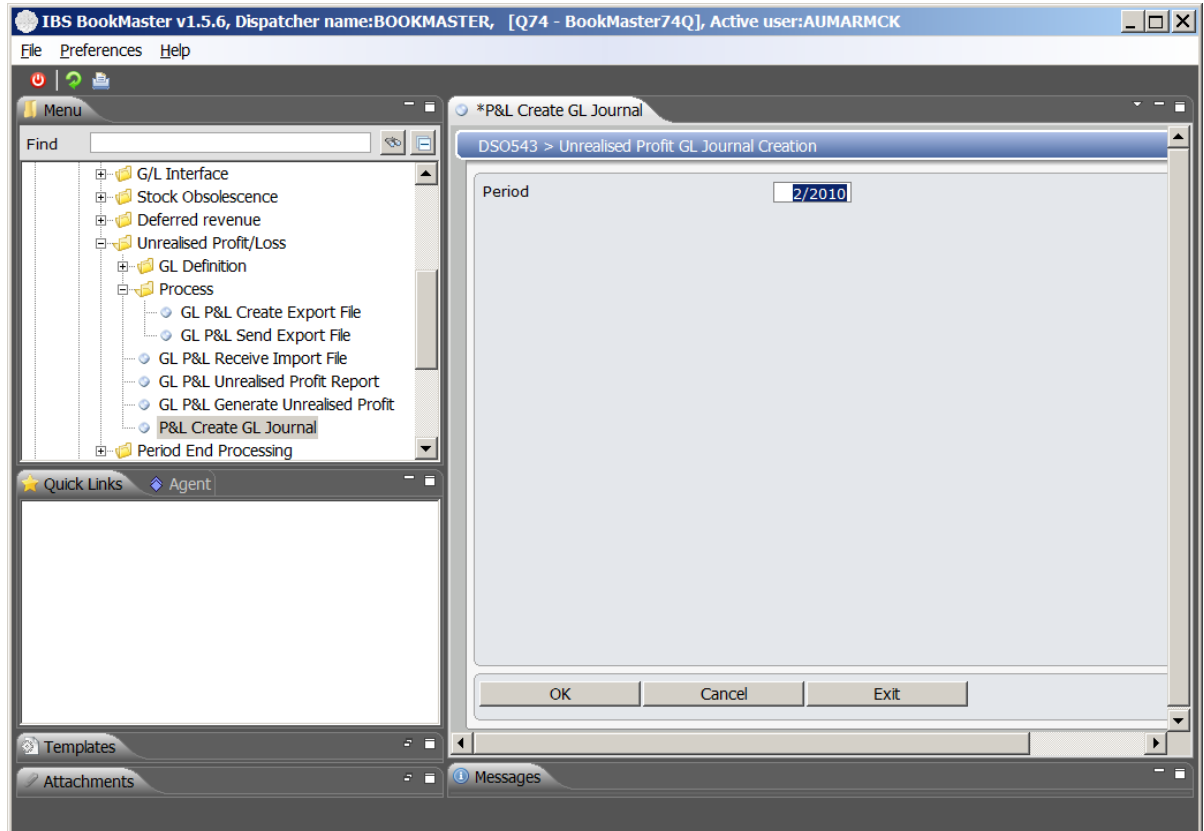 IBS BookMaster v1.5.6, Dispatcher name:BOOKMASTER, [Q74 - BookMaster74Q], Active user:AUMARMCK
File Preferences Help
Menu
Find
G/L Interface
Stock Obsolescence
Deferred revenue
Unrealised Profit/Loss
GL Definition
Process
GL P&L Create Export File
GL P&L Send Export File
GL P&L Receive Import File
GL P&L Unrealised Profit Report
GL P&L Generate Unrealised Profit
P&L Create GL Journal
Period End Processing
Quick Links Agent
Templates
Attachments
*P&L Create GL Journal
DSO543 > Unrealised Profit GL Journal Creation
Period 2/2010
OK Cancel Exit
Messages